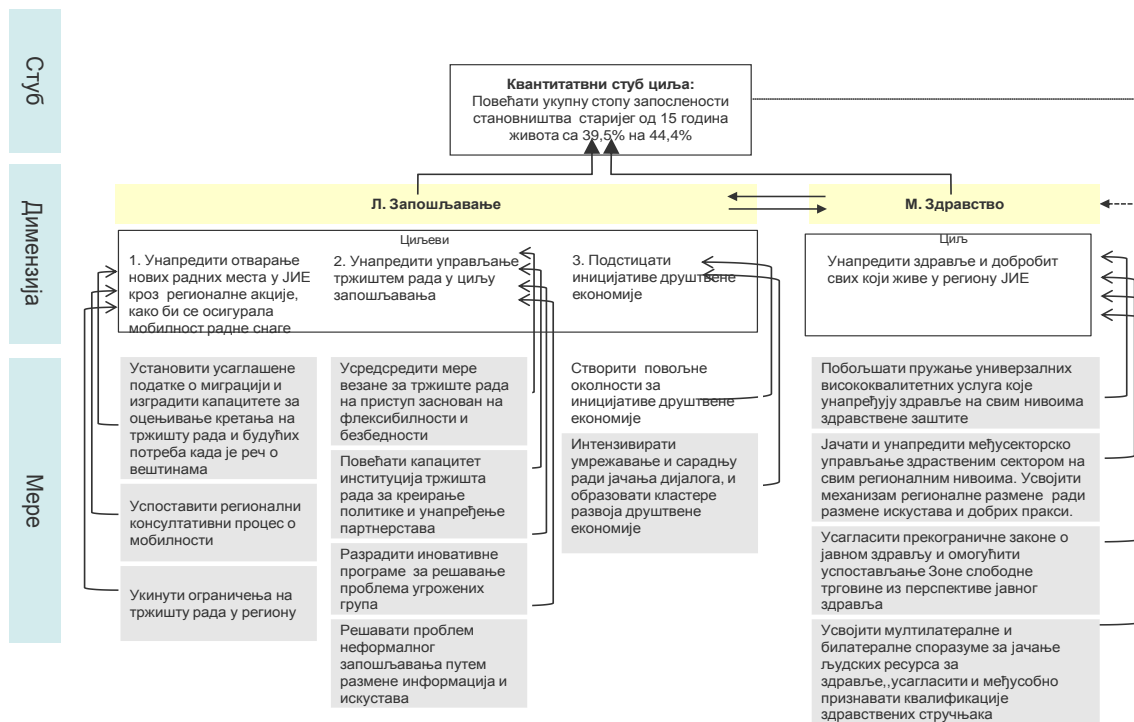 Стуб
Квантитатвни стуб циља:
Повећати укупну стопу запослености
становништва старијег од 15 година
живота са 39,5% на 44,4%
Димензија
Л. Запошљавање
М. Здравство
Циљеви
1. Унапредити отварање
нових радних места у ЈИЕ
кроз регионалне акције,
како би се осигурала
мобилност радне снаге
2. Унапредити управљање
тржиштем рада у циљу
запошљавања
3. Подстицати
иницијативе друштвене
економије
Циљ
Унапредити здравље и добробит
свих који живе у региону ЈИЕ
Мере
Установити усаглашене
податке о миграцији и
изградити капацитете за
оцењивање кретања на
тржишту рада и будућих
потреба када је реч о
вештинама
Успоставити регионални
консултативни процес о
мобилности
Укинути ограничења на
тржишту рада у региону
Усредсредити мере
везане за тржиште рада
на приступ заснован на
флексибилности и
безбедности
Повећати капацитет
институција тржишта
рада за креирање
политике и унапређење
партнерстава
Разрадити иновативне
програме за решавање
проблема угрожених
група
Решавати проблем
неформалног
запошљавања путем
размене информација и
искустава
Створити повољне
околности за
иницијативе друштвене
економије
Интензивирати
умрежавање и сарадњу
ради јачања дијалога, и
образовати кластере
развоја друштвене
економије
Побољшати пружање универзалних
висококвалитетних услуга које
унапређују здравље на свим нивоима
здравствене заштите
Јачати и унапредити међусекторско
управљање здраственим сектором на
свим регионалним нивоима. Усвојити
механизам регионалне размене ради
размене искустава и добрих пракси.
Усагласити прекограничне законе о
јавном здрављу и омогућити
успостављање Зоне слободне
трговине из перспективе јавног
здравља
Усвојити мултилатералне и
билатералне споразуме за јачање
људских ресурса за
здравље,,усагласити и међусобно
признавати квалификације
здравствених стручњака